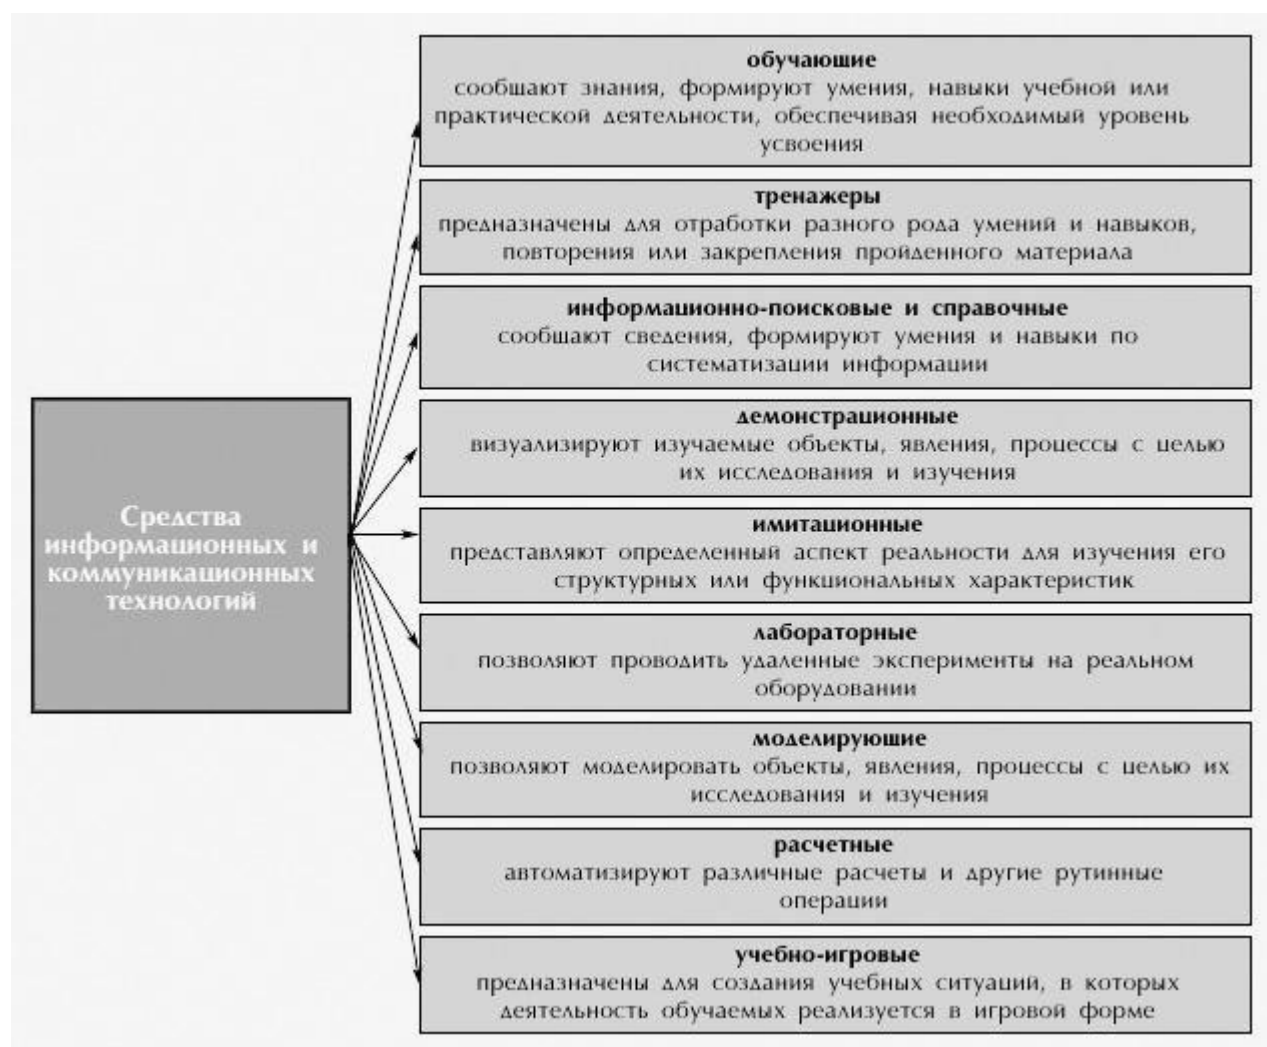 обучающие
сообщают знания, формируют умения, навыки учебной или
практической деятельности, обеспечивая необходимый уровень
усвоения
тренажеры
предназначены для отработки разного рода умений и навыков,
повторения или закрепления пройденного материала
информационно-поисковые и справочные
сообщают сведения, формируют умения и навыки по
систематизации информации
демонстрационные
визуализируют изучаемые объекты, явления, процессы с целью
их исследования и изучения
Средства
информационных и
коммуникационных
технологий
имитационные
представляют определенный аспект реальности для изучения его
структурных или функциональных характеристик
лабораторные
позволяют проводить удаленные эксперименты на реальном
оборудовании
моделирующие
позволяют моделировать объекты, явления, процессы с целью их
исследования и изучения
расчетные
автоматизируют различные расчеты и другие рутинные
операции
учебно-игровые
предназначены для создания учебных ситуаций, в которых
деятельность обучаемых реализуется в игровой форме